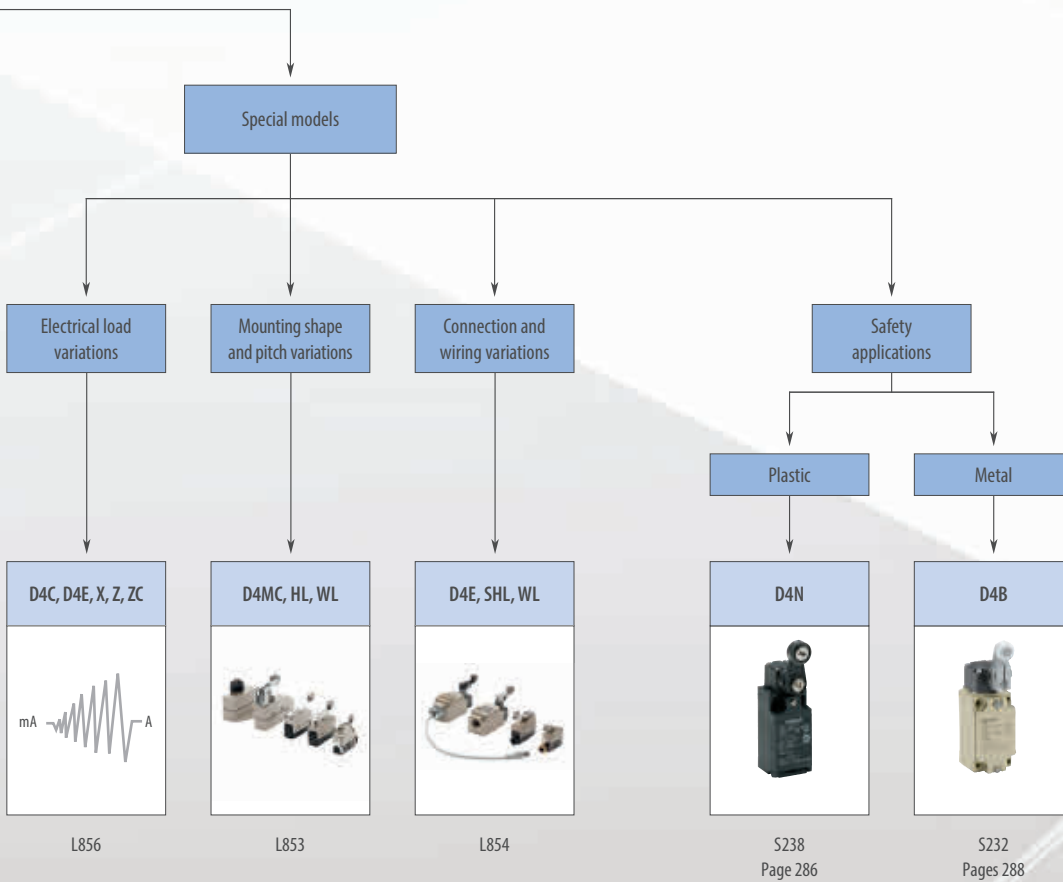 Special models
Electrical load
variations
Mounting shape
and pitch variations
Connection and
wiring variations
Safety
applications
Plastic
Metal
D4C, D4E, X, Z, ZC
D4MC, HL, WL
D4E, SHL, WL
D4N
D4B
mA
A
L856
L853
L854
S238
Page 286
S232
Pages 288